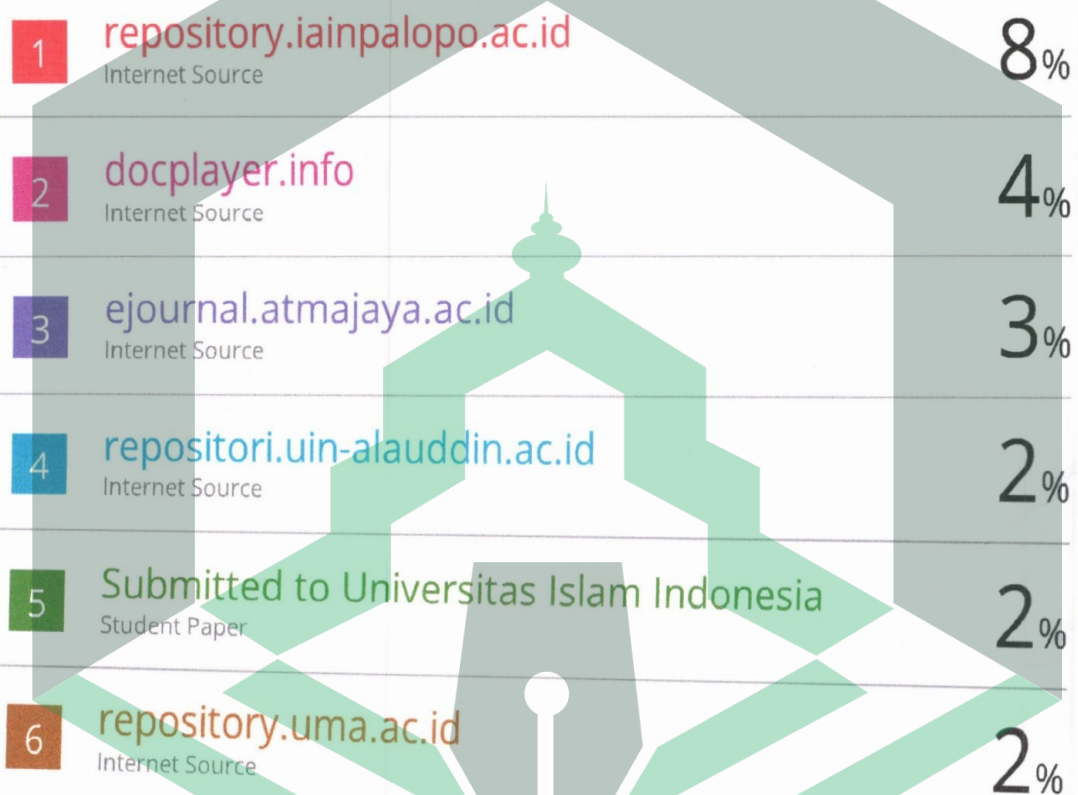 1 repository.iainpalopo.ac.id 8%
Internet Source
2 docplayer.info 4%
Internet Source
3 ejournal.atmajaya.ac.id 3%
Internet Source
4 repositori.uin-alauddin.ac.id 2%
Internet Source
5 Submitted to Universitas Islam Indonesia 2%
Student Paper
6 repository.uma.ac.id 2%
Internet Source